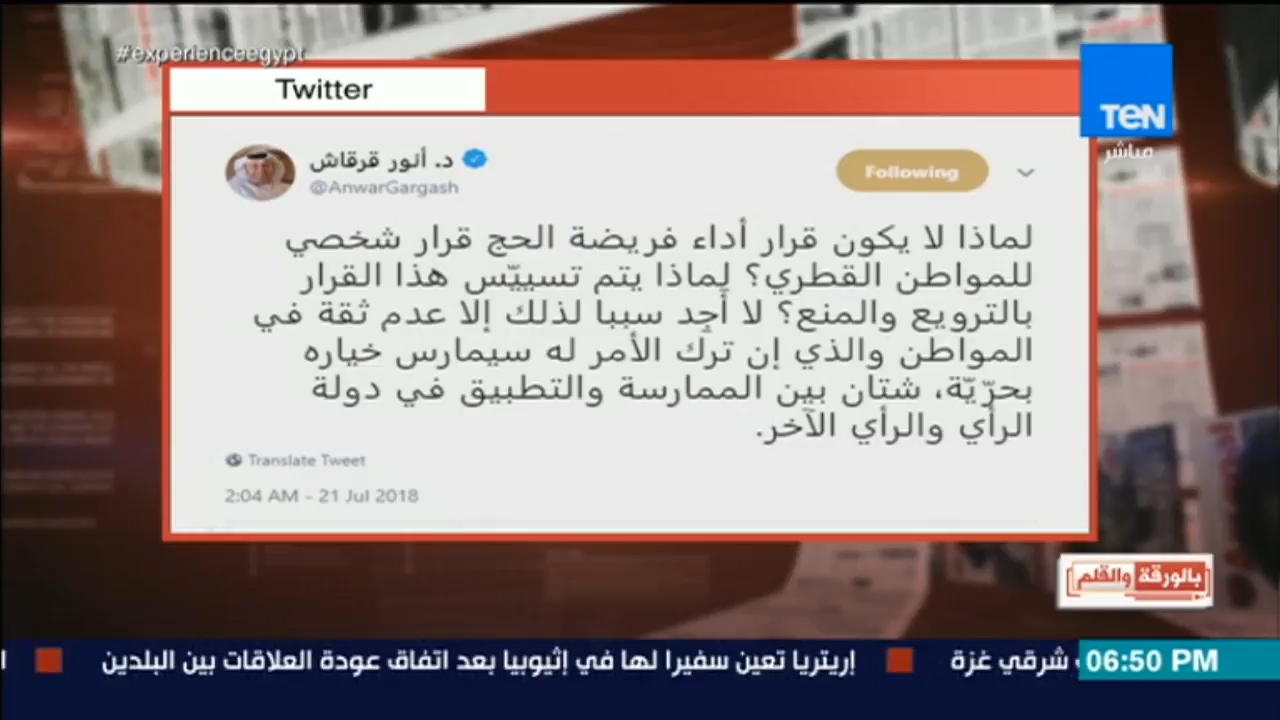 #experienceegypt
Twitter
TEN
مباشر
د. أنور قرقاش
@AnwarGargash
Following
لماذا لا يكون قرار أداء فريضة الحج قرار شخصي
للمواطن القطري؟ لماذا يتم تسييّس هذا القرار
بالترويع والمنع؟ لا أجِد سببا لذلك إلا عدم ثقة في
المواطن والذي إن ترك الأمر له سيمارس خياره
بحرّيّة، شتان بين الممارسة والتطبيق في دولة
الرأي والرأي الآخر.
Translate Tweet
2:04 AM - 21 Jul 2018
بالورقة والقلم
شرقي غزة
إريتريا تعين سفيرا لها في إثيوبيا بعد اتفاق عودة العلاقات بين البلدين
06:50 PM